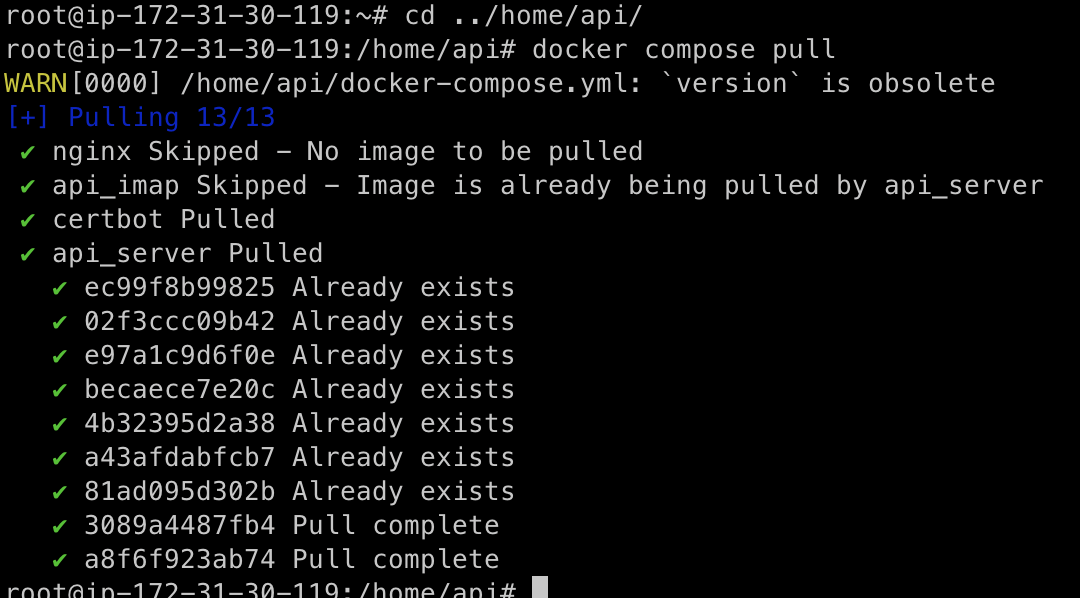 root@ip-172-31-30-119:~# cd ../home/api/
root@ip-172-31-30-119:/home/api# docker compose pull
WARN[0000] /home/api/docker-compose.yml: `version` is obsolete
[+] Pulling 13/13
✔ nginx Skipped - No image to be pulled
✔ api_imap Skipped - Image is already being pulled by api_server
✔ certbot Pulled
✔ api_server Pulled
✔ ec99f8b99825 Already exists
✔ 02f3ccc09b42 Already exists
✔ e97a1c9d6f0e Already exists
✔ becaece7e20c Already exists
✔ 4b32395d2a38 Already exists
✔ a43afdabfcb7 Already exists
✔ 81ad095d302b Already exists
✔ 3089a4487fb4 Pull complete
✔ a8f6f923ab74 Pull complete
root@ip-172-31-30-119:/home/api#